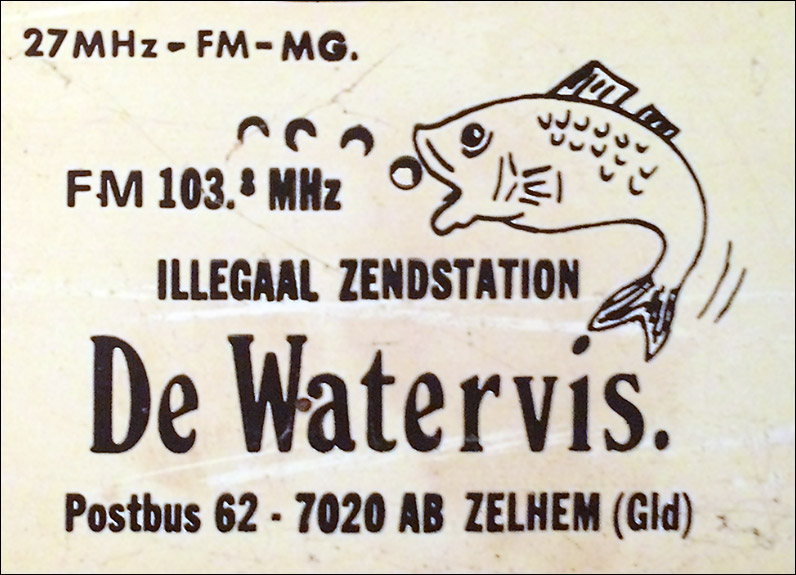 27MHz - FM - MG.
FM 103.8 MHz
ILLEGAAL ZENDSTATION
De Watervis.
Postbus 62 - 7020 AB ZELHEM (Gld)